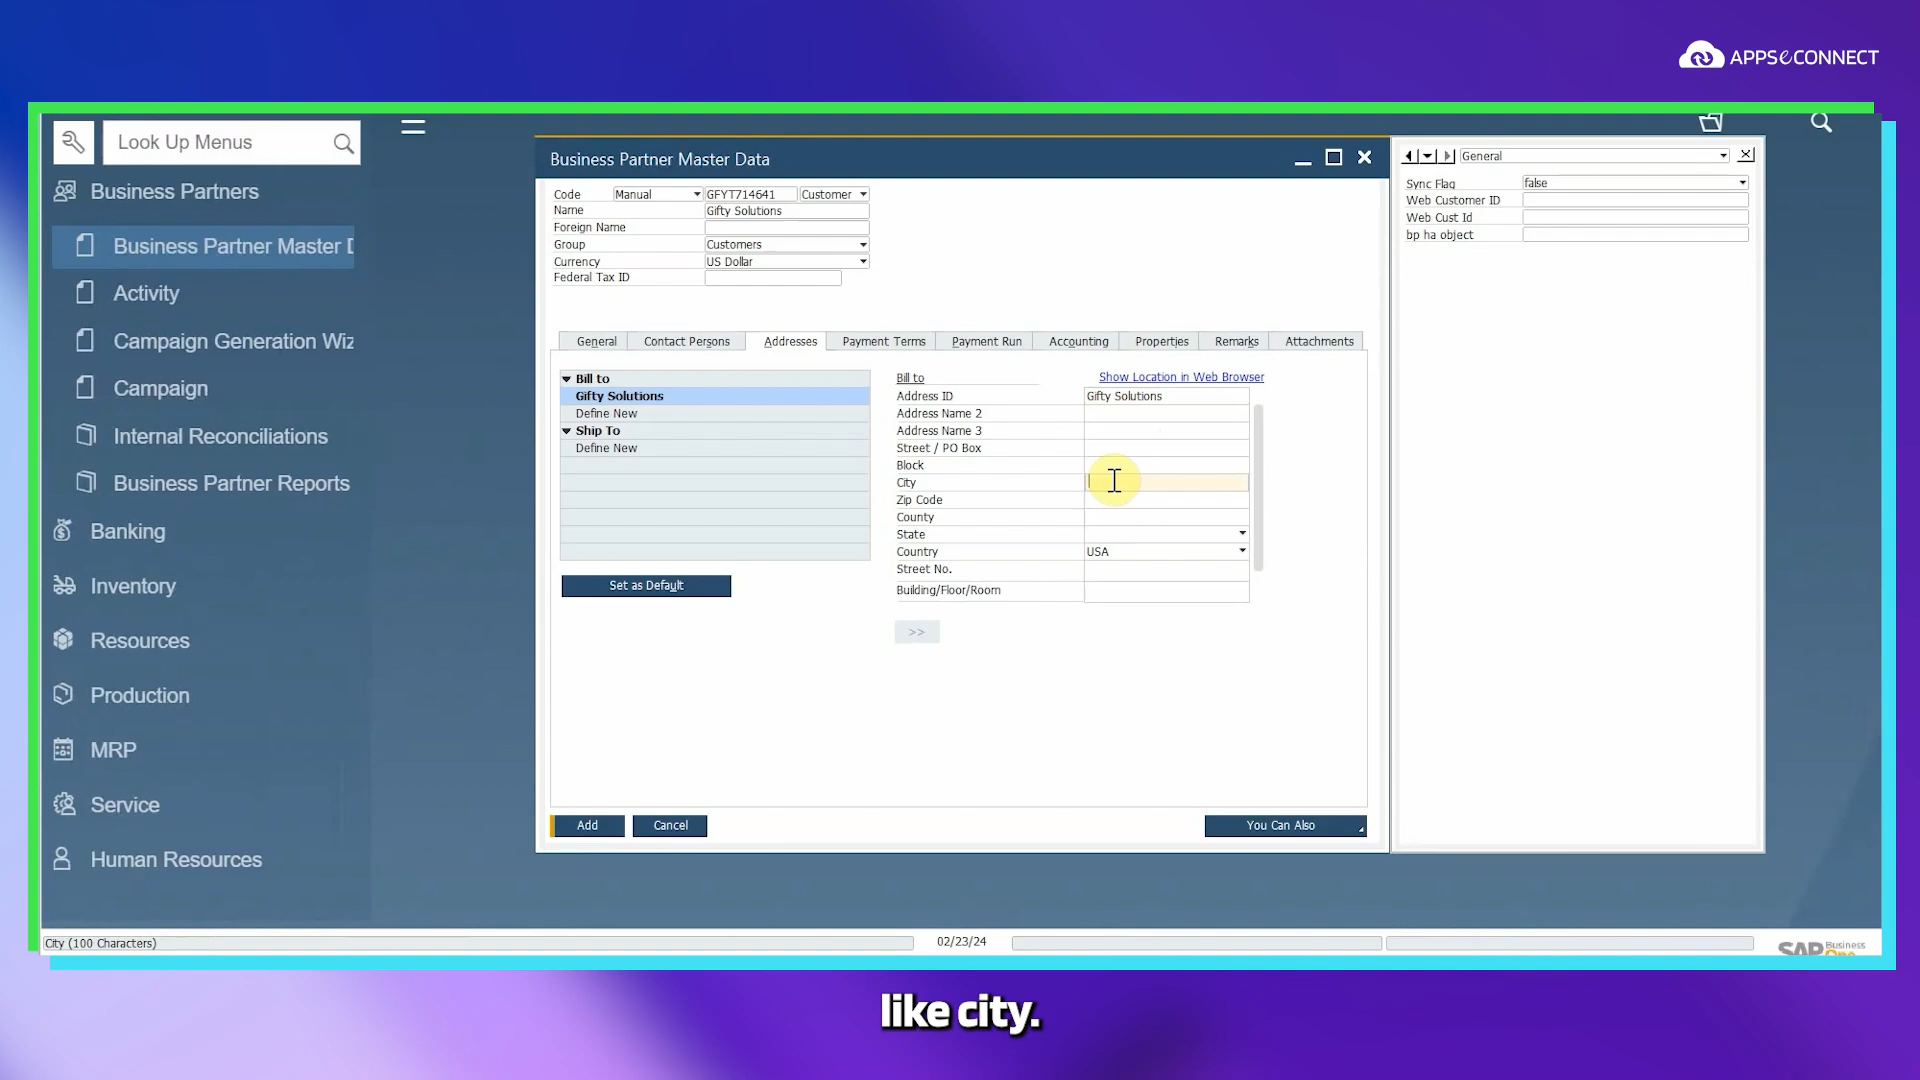 APPSeCONNECT
Look Up Menus
Business Partners
Business Partner Master D
Activity
Campaign Generation Wiz
Campaign
Internal Reconciliations
Business Partner Reports
Banking
Inventory
Resources
Production
MRP
Service
Human Resources
Business Partner Master Data
Code Manual GFYT714641 Customer
Name Gifty Solutions
Foreign Name
Group Customers
Currency US Dollar
Federal Tax ID
General Contact Persons Addresses Payment Terms Payment Run Accounting Properties Remarks Attachments
Bill to
Gifty Solutions
Define New
Ship To
Define New
Set as Default
Bill to Show Location in Web Browser
Address ID Gifty Solutions
Address Name 2
Address Name 3
Street / PO Box
Block
City
Zip Code
County
State
Country USA
Street No.
Building/Floor/Room
>>
Add Cancel You Can Also
General
Sync Flag false
Web Customer ID
Web Cust Id
bp ha object
City (100 Characters) 02/23/24
SAP Business One
like city.